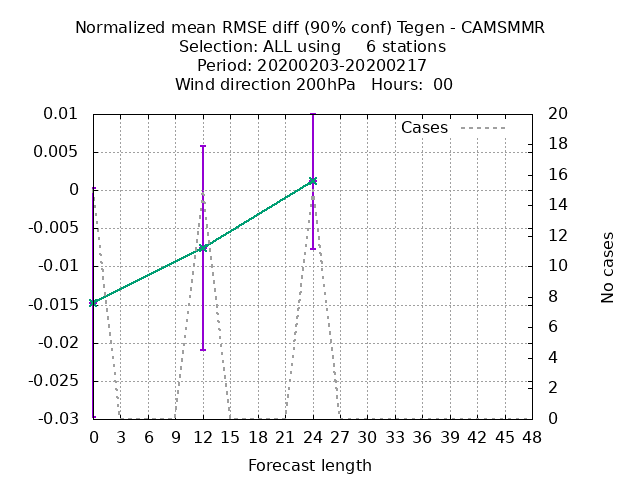 Normalized mean RMSE diff (90% conf) Tegen - CAMSMMR
Selection: ALL using     6 stations
Period: 20200203-20200217
Wind direction 200hPa   Hours:  00
Cases
0.01
0.005
0
-0.005
-0.01
-0.015
-0.02
-0.025
-0.03
20
18
16
14
12
10
8
6
4
2
0
No cases
0 3 6 9 12 15 18 21 24 27 30 33 36 39 42 45 48
Forecast length